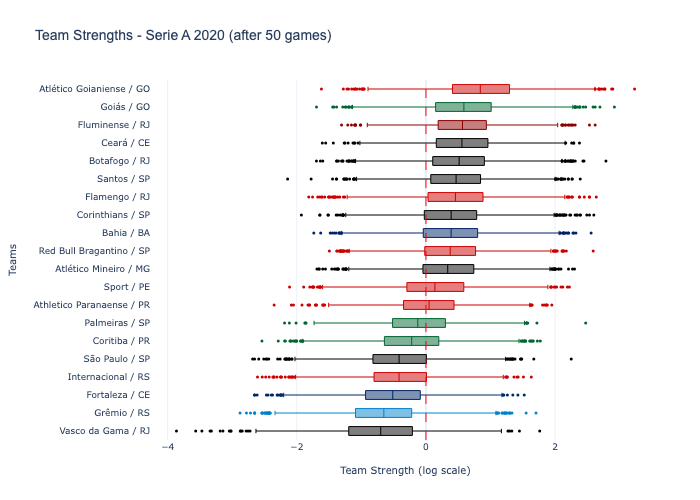 Team Strengths - Serie A 2020 (after 50 games)
Atlético Goianiense / GO
Goiás / GO
Fluminense / RJ
Ceará / CE
Botafogo / RJ
Santos / SP
Flamengo / RJ
Corinthians / SP
Bahia / BA
Red Bull Bragantino / SP
Atlético Mineiro / MG
Sport / PE
Athletico Paranaense / PR
Palmeiras / SP
Coritiba / PR
São Paulo / SP
Internacional / RS
Fortaleza / CE
Grêmio / RS
Vasco da Gama / RJ
Teams
−4 −2 0 2
Team Strength (log scale)